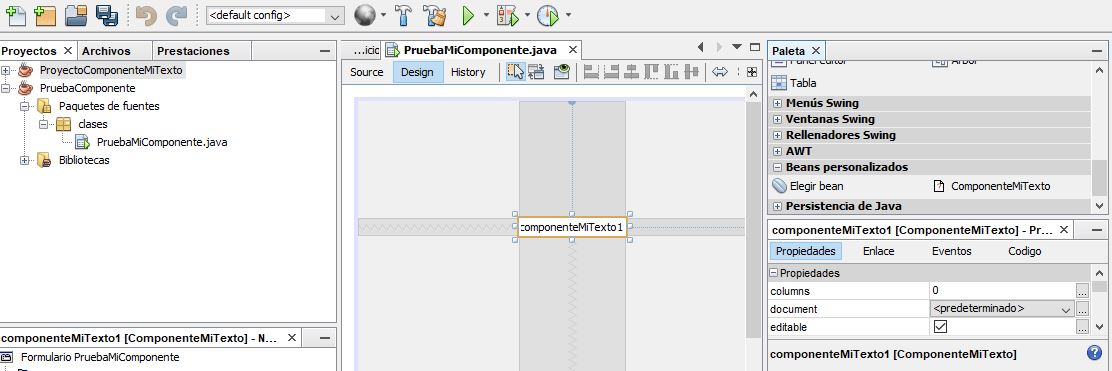 <default config>
Proyectos
Archivos
Prestaciones
ProyectoComponenteMiTexto
PruebaComponente
Paquetes de fuentes
clases
PruebaMiComponente.java
Bibliotecas
componenteMiTexto1 [ComponenteMiTexto] - N...
Formulario PruebaMiComponente
...icio
PruebaMiComponente.java
Source
Design
History
componenteMiTexto1
Paleta
Panel Editor
Árbol
Tabla
Menús Swing
Ventanas Swing
Rellenadores Swing
AWT
Beans personalizados
Elegir bean
ComponenteMiTexto
Persistencia de Java
componenteMiTexto1 [ComponenteMiTexto] - Pr...
Propiedades
Enlace
Eventos
Codigo
Propiedades
columns 0 ...
document <predeterminado> ...
editable ...
componenteMiTexto1 [ComponenteMiTexto]